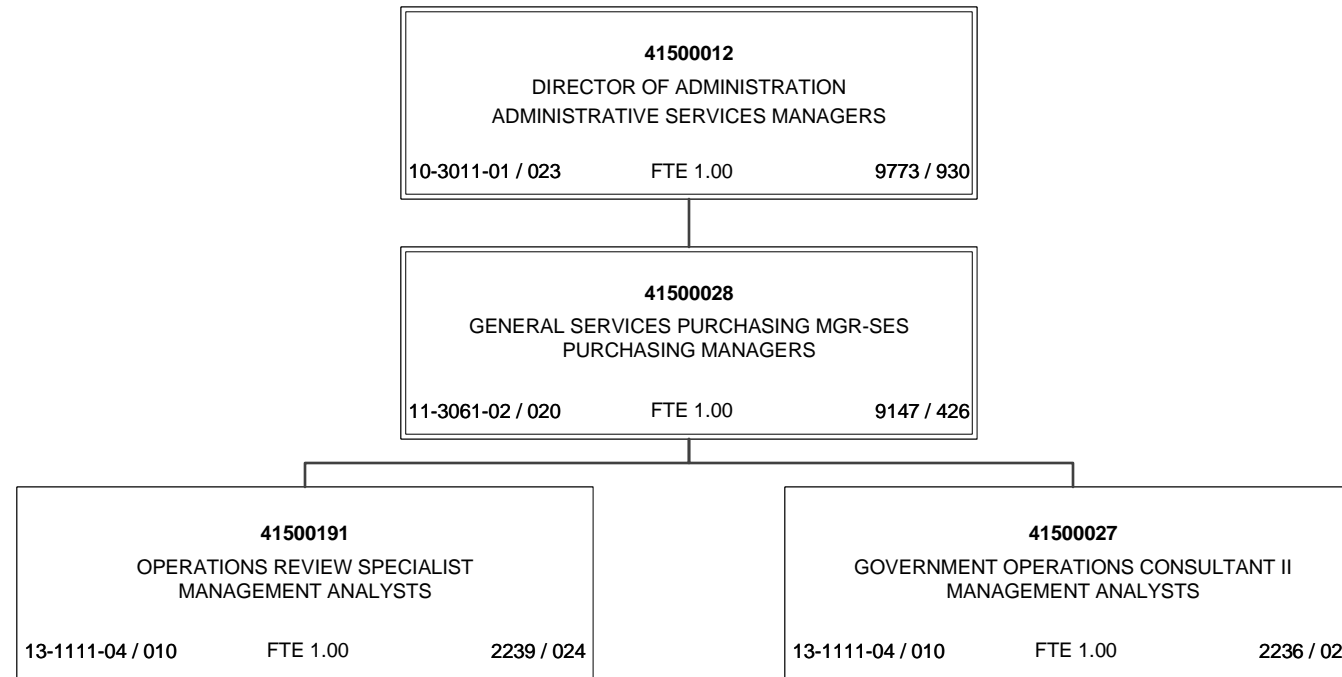 41500012
DIRECTOR OF ADMINISTRATION
ADMINISTRATIVE SERVICES MANAGERS
10-3011-01 / 023 FTE 1.00 9773 / 930
41500028
GENERAL SERVICES PURCHASING MGR-SES
PURCHASING MANAGERS
11-3061-02 / 020 FTE 1.00 9147 / 426
41500191
OPERATIONS REVIEW SPECIALIST
MANAGEMENT ANALYSTS
13-1111-04 / 010 FTE 1.00 2239 / 024
41500027
GOVERNMENT OPERATIONS CONSULTANT II
MANAGEMENT ANALYSTS
13-1111-04 / 010 FTE 1.00 2236 /